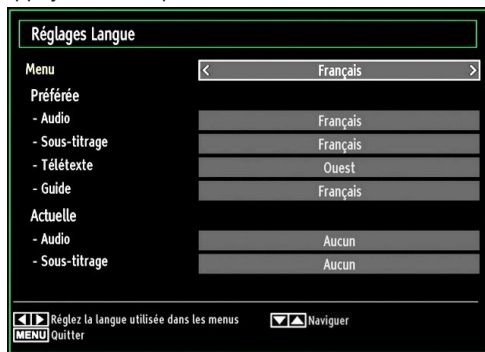 Réglages Langue
Menu < Français >
Préférée
- Audio Français
- Sous-titrage Français
- Télétexte Ouest
- Guide Français
Actuelle
- Audio Aucun
- Sous-titrage Aucun
Réglez la langue utilisée dans les menus Naviguer
MENU Quitter